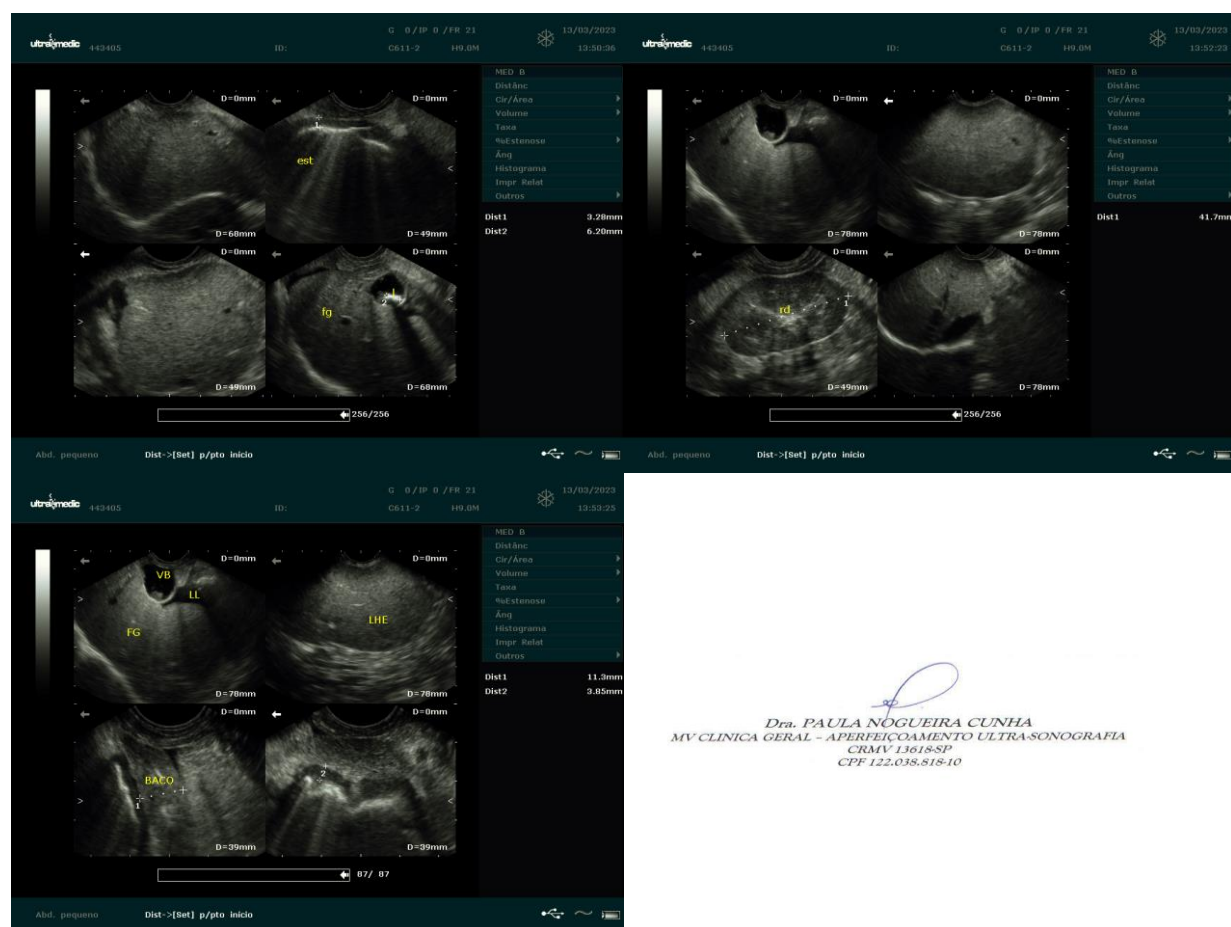 ultramedic 443405
G 0/IP 0 /FR 21
13/03/2023
ID:
C611-2 H9.0M
13:50:36
MED B
Distânc
Cir/Área
Volume
Taxa
%Estenose
Âng
Histograma
Impr Relat
Outros
Dist1 3.28mm
Dist2 6.20mm
D=0mm
D=68mm
D=0mm
1
est
D=49mm
D=49mm
D=0mm
fg
2
D=68mm
256/256
Abd. pequeno Dist->[Set] p/pto início
ultramedic 443405
G 0/IP 0 /FR 21
13/03/2023
ID:
C611-2 H9.0M
13:52:23
MED B
Distânc
Cir/Área
Volume
Taxa
%Estenose
Âng
Histograma
Impr Relat
Outros
Dist1 41.7mm
D=0mm
D=78mm
D=0mm
D=78mm
D=0mm
rd
1
D=49mm
D=0mm
D=78mm
256/256
Abd. pequeno Dist->[Set] p/pto início
ultramedic 443405
G 0/IP 0 /FR 21
13/03/2023
ID:
C611-2 H9.0M
13:53:25
MED B
Distânc
Cir/Área
Volume
Taxa
%Estenose
Âng
Histograma
Impr Relat
Outros
Dist1 11.3mm
Dist2 3.85mm
D=0mm
VB
LL
FG
D=78mm
D=0mm
LHE
D=78mm
D=0mm
BAÇO
1
D=39mm
D=0mm
2
D=39mm
87/ 87
Abd. pequeno Dist->[Set] p/pto início
Dra. PAULA NOGUEIRA CUNHA
MV CLINICA GERAL - APERFEIÇOAMENTO ULTRA-SONOGRAFIA
CRMV 13618-SP
CPF 122.038.818-10